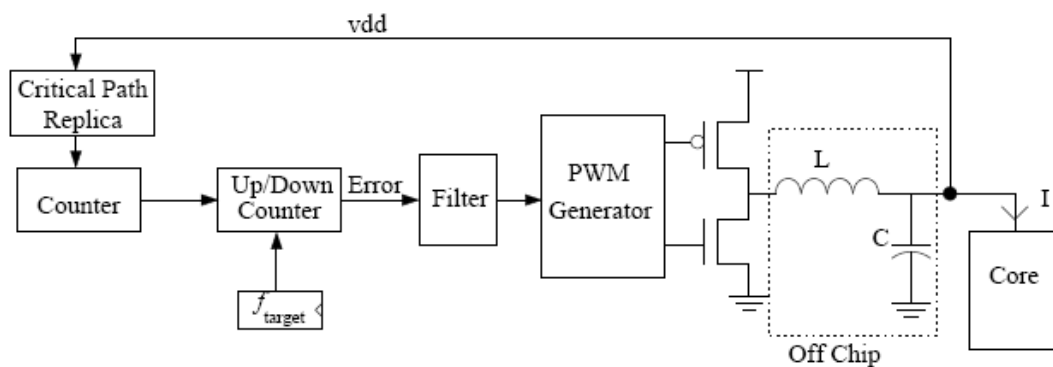 vdd
Critical Path
Replica
Counter
Up/Down
Counter
Error
f target
Filter
PWM
Generator
L
C
I
Core
Off Chip